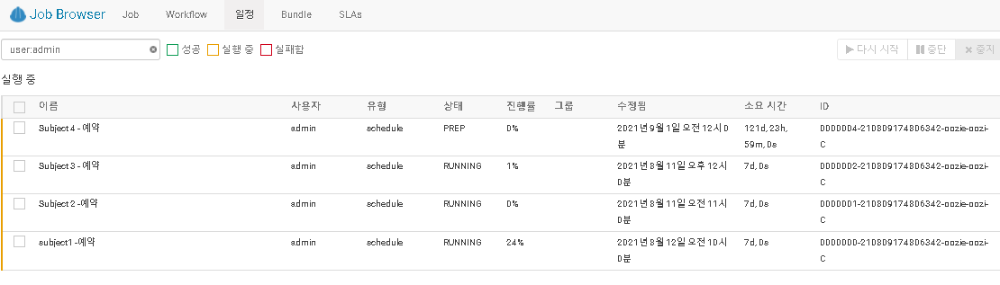 Job Browser Job Workflow 일정 Bundle SLAs
user:admin 성공 실행 중 실패함 다시 시작 중단 중지
실행 중
이름 사용자 유형 상태 진행률 그룹 수정됨 소요 시간 ID
Subject 4 - 예약 admin schedule PREP 0% 2021년 9월 1일 오전 12시 0 121d, 23h, 0000004-210809174806342-oozie-oozi-
분 59m, 0s C
Subject 3 - 예약 admin schedule RUNNING 1% 2021년 8월 11일 오후 12시 7d, 0s 0000002-210809174806342-oozie-oozi-
0분 C
Subject 2 -예약 admin schedule RUNNING 0% 2021년 8월 11일 오전 11시 7d, 0s 0000001-210809174806342-oozie-oozi-
0분 C
subject1 -예약 admin schedule RUNNING 24% 2021년 8월 12일 오전 10시 7d, 0s 0000000-210809174806342-oozie-oozi-
0분 C